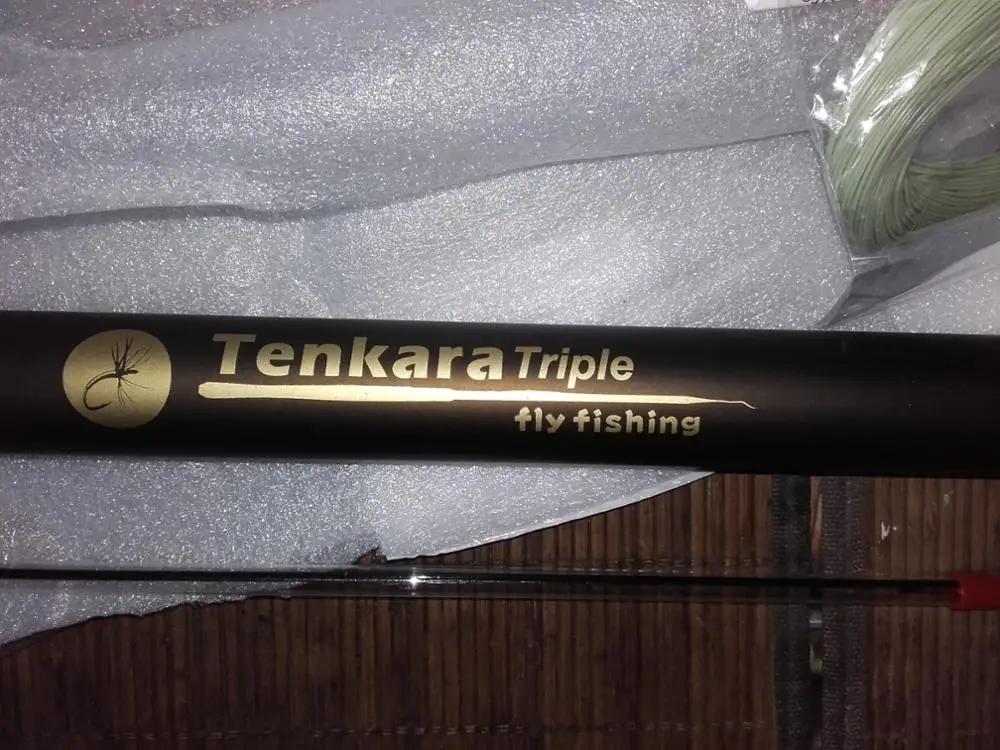 Tenkara Triple
fly fishing